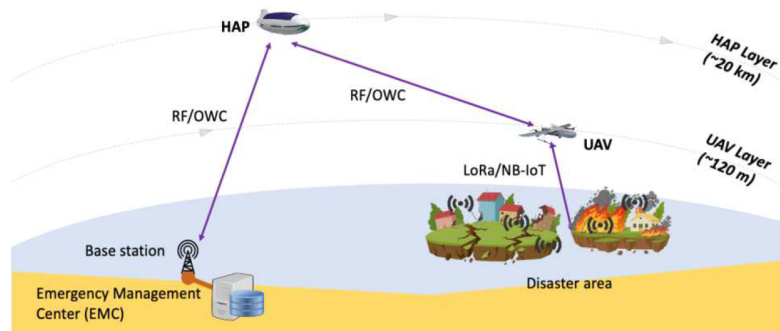 HAP
HAP Layer
(~20 km)
RF/OWC
RF/OWC
UAV
UAV Layer
(~120 m)
LoRa/NB-IoT
Base station
Disaster area
Emergency Management
Center (EMC)